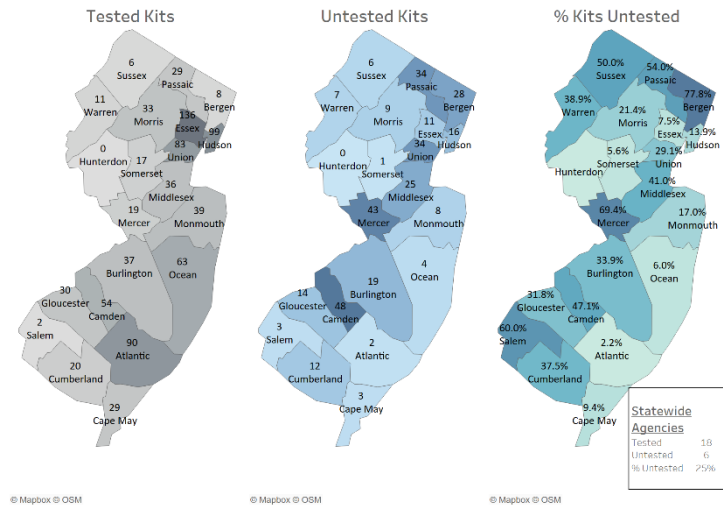 Tested Kits
6
Sussex
29
Passaic
8
Bergen
11
Warren
33
Morris
136
Essex
99
Hudson
83
Union
0
Hunterdon
17
Somerset
36
Middlesex
19
Mercer
39
Monmouth
37
Burlington
63
Ocean
30
Gloucester
54
Camden
2
Salem
90
Atlantic
20
Cumberland
29
Cape May
© Mapbox © OSM
Untested Kits
6
Sussex
34
Passaic
28
Bergen
7
Warren
9
Morris
11
Essex
16
Hudson
34
Union
0
Hunterdon
1
Somerset
25
Middlesex
43
Mercer
8
Monmouth
19
Burlington
4
Ocean
14
Gloucester
48
Camden
3
Salem
2
Atlantic
12
Cumberland
3
Cape May
© Mapbox © OSM
% Kits Untested
50.0%
Sussex
54.0%
Passaic
77.8%
Bergen
38.9%
Warren
21.4%
Morris
7.5%
Essex
13.9%
Hudson
29.1%
Union
Hunterdon
5.6%
Somerset
41.0%
Middlesex
69.4%
Mercer
17.0%
Monmouth
33.9%
Burlington
6.0%
Ocean
31.8%
Gloucester
47.1%
Camden
60.0%
Salem
2.2%
Atlantic
37.5%
Cumberland
9.4%
Cape May
Statewide
Agencies
Tested 18
Untested 6
% Untested 25%
© Mapbox © OSM